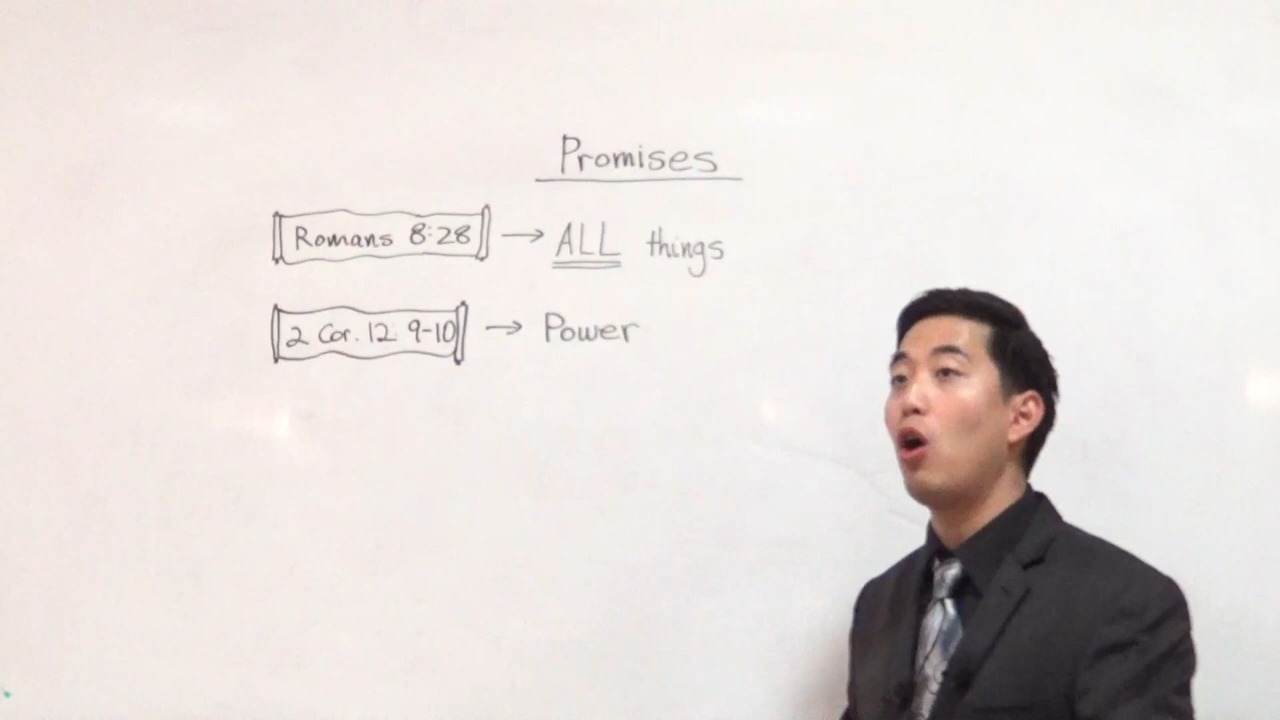 Promises
Romans 8:28 → ALL things
2 Cor. 12: 9-10 → Power